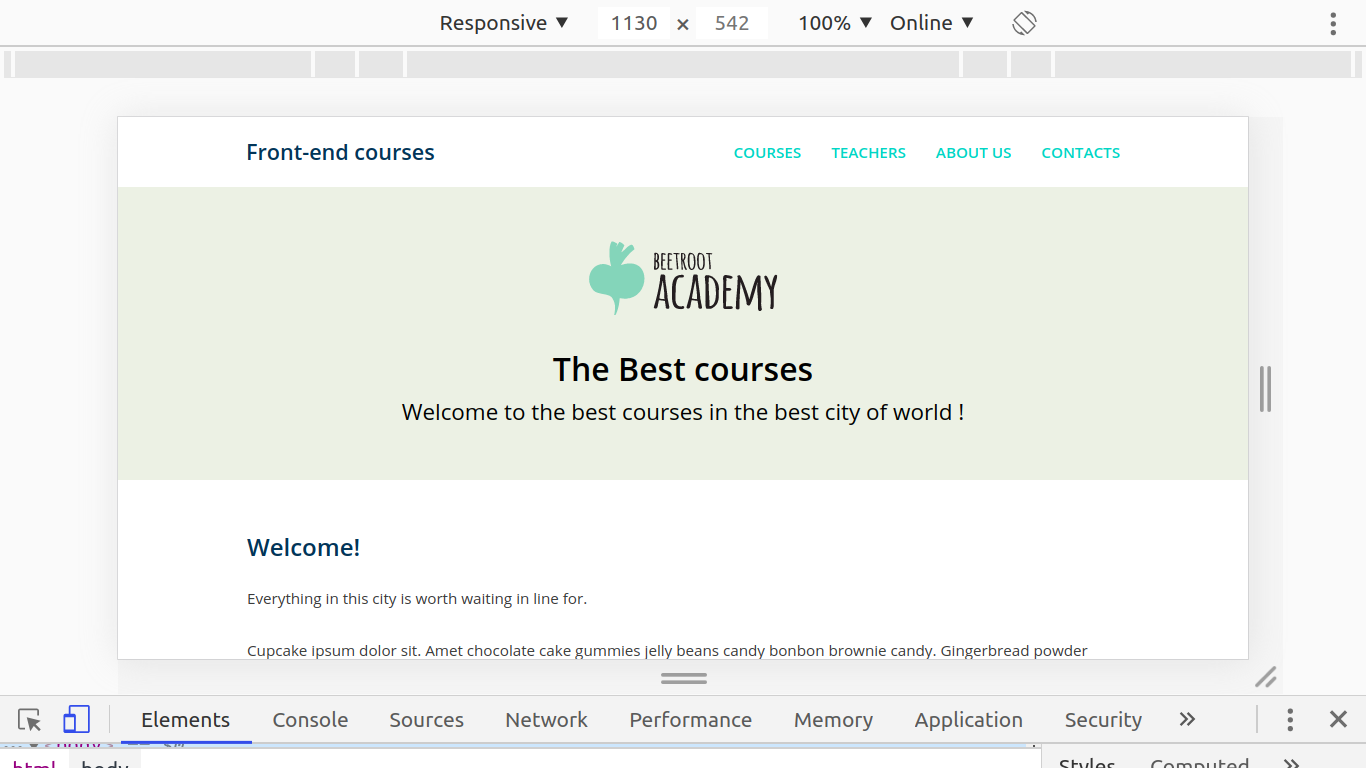 Responsive ▼ 1130 × 542 100% ▼ Online ▼
Front-end courses COURSES TEACHERS ABOUT US CONTACTS
BEETROOT
ACADEMY
The Best courses
Welcome to the best courses in the best city of world !
Welcome!
Everything in this city is worth waiting in line for.
Cupcake ipsum dolor sit. Amet chocolate cake gummies jelly beans candy bonbon brownie candy. Gingerbread powder
Elements Console Sources Network Performance Memory Application Security »
… ▼ <body> == $0
html body Styles Computed »